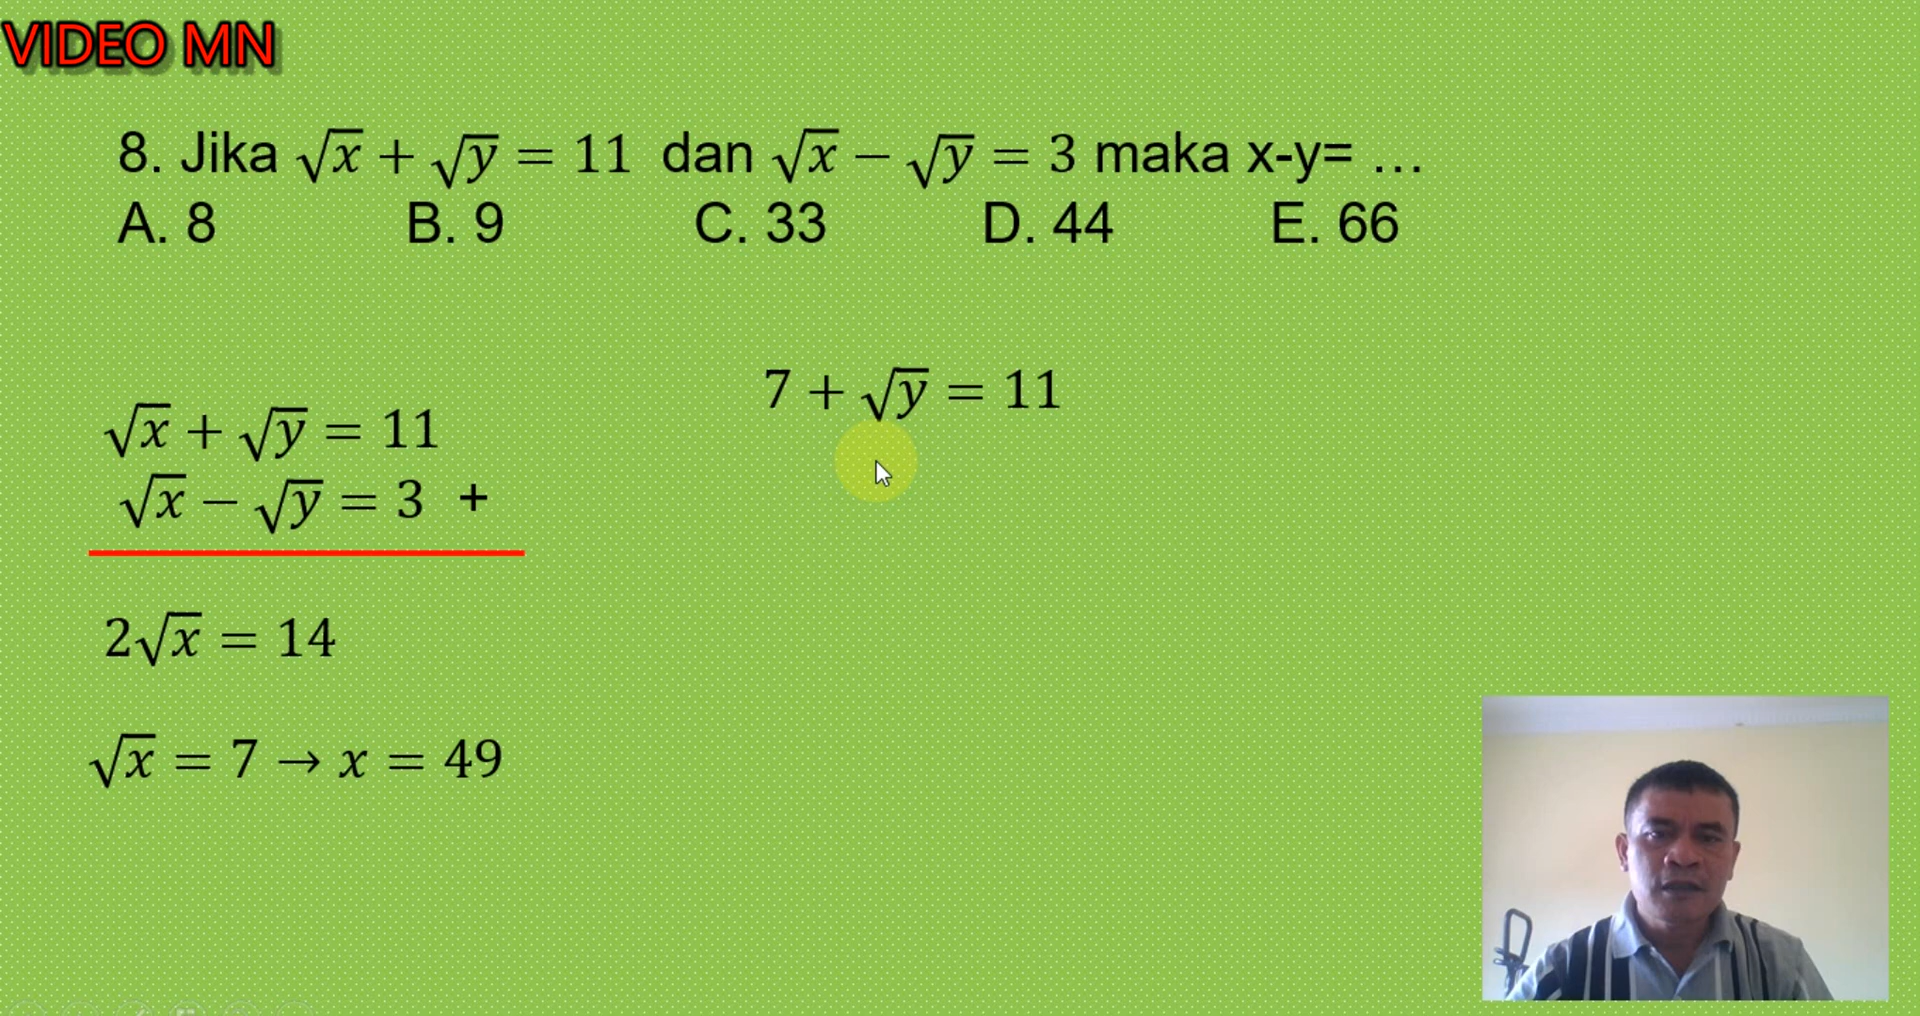 VIDEO MN
8. Jika √x + √y = 11 dan √x − √y = 3 maka x-y= …
A. 8 B. 9 C. 33 D. 44 E. 66
√x + √y = 11
√x − √y = 3 +
2√x = 14
√x = 7 → x = 49
7 + √y = 11